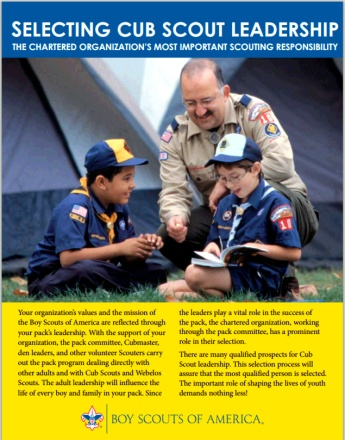 SELECTING CUB SCOUT LEADERSHIP
THE CHARTERED ORGANIZATION'S MOST IMPORTANT SCOUTING RESPONSIBILITY
Your organization's values and the mission of
the Boy Scouts of America are reflected through
your pack's leadership. With the support of your
organization, the pack committee, Cubmaster,
den leaders, and other volunteer Scouters carry
out the pack program dealing directly with
other adults and with Cub Scouts and Webelos
Scouts. The adult leadership will influence the
life of every boy and family in your pack. Since
the leaders play a vital role in the success of
the pack, the chartered organization, working
through the pack committee, has a prominent
role in their selection.
There are many qualified prospects for Cub
Scout leadership. This selection process will
assure that the most qualified person is selected.
The important role of shaping the lives of youth
demands nothing less!
BOY SCOUTS OF AMERICA®